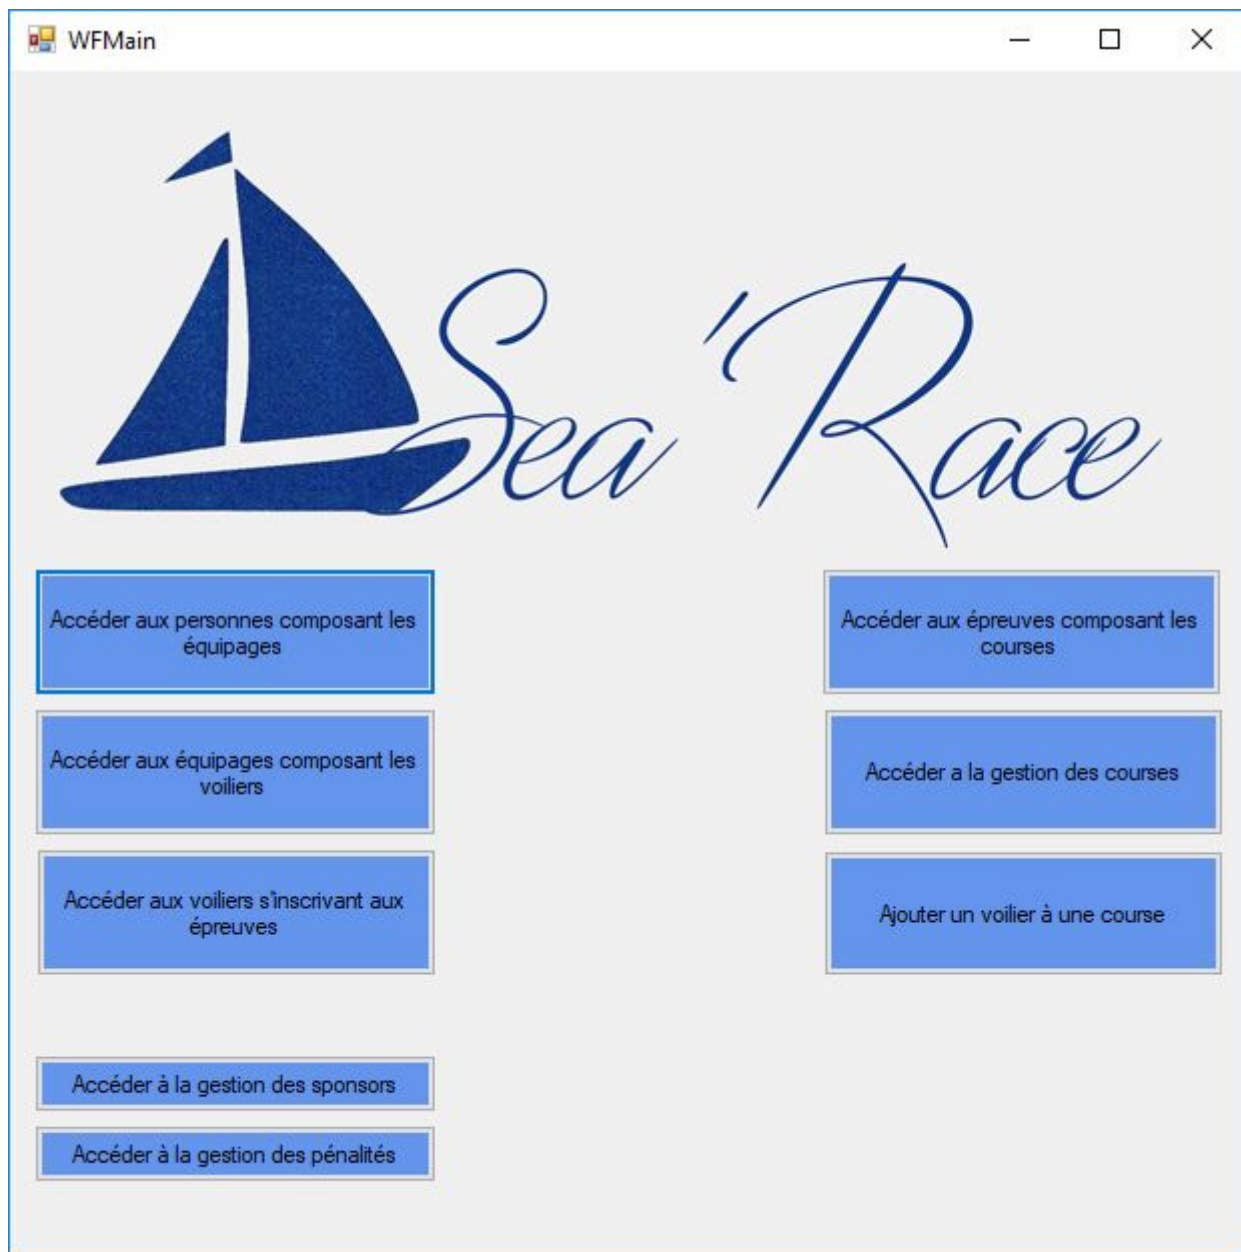 WFMain
Sea 'Race
Accéder aux personnes composant les
équipages
Accéder aux épreuves composant les
courses
Accéder aux équipages composant les
voiliers
Accéder a la gestion des courses
Accéder aux voiliers s'inscrivant aux
épreuves
Ajouter un voilier à une course
Accéder à la gestion des sponsors
Accéder à la gestion des pénalités